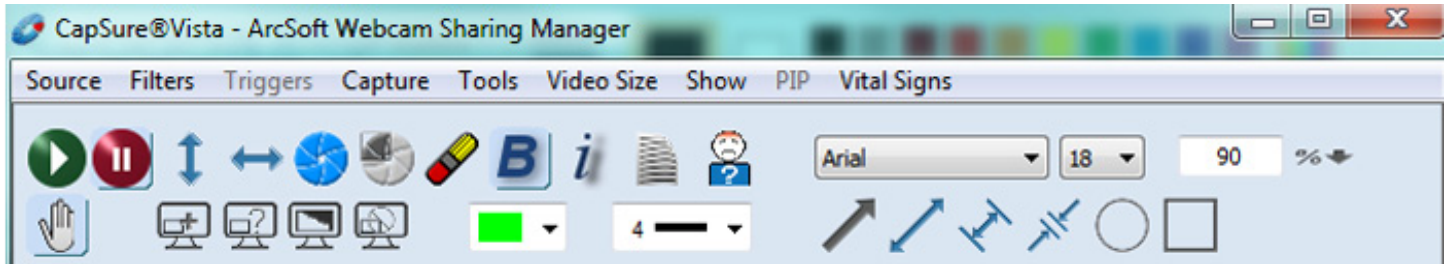 CapSure®Vista - ArcSoft Webcam Sharing Manager
Source Filters Triggers Capture Tools Video Size Show PIP Vital Signs
B i ? Arial 18 90 %
? 4